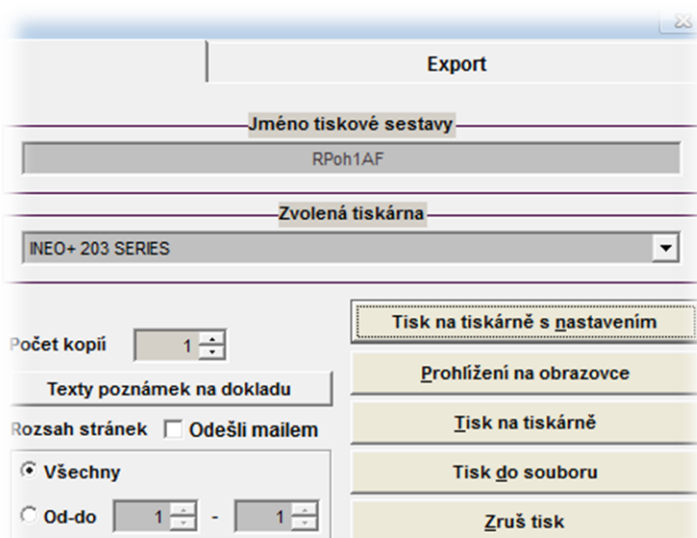 Export
Jméno tiskové sestavy
RPoh1AF
Zvolená tiskárna
INEO+ 203 SERIES
Počet kopií 1
Texty poznámek na dokladu
Rozsah stránek Odešli mailem
Všechny
Od-do 1 - 1
Tisk na tiskárně s nastavením
Prohlížení na obrazovce
Tisk na tiskárně
Tisk do souboru
Zruš tisk